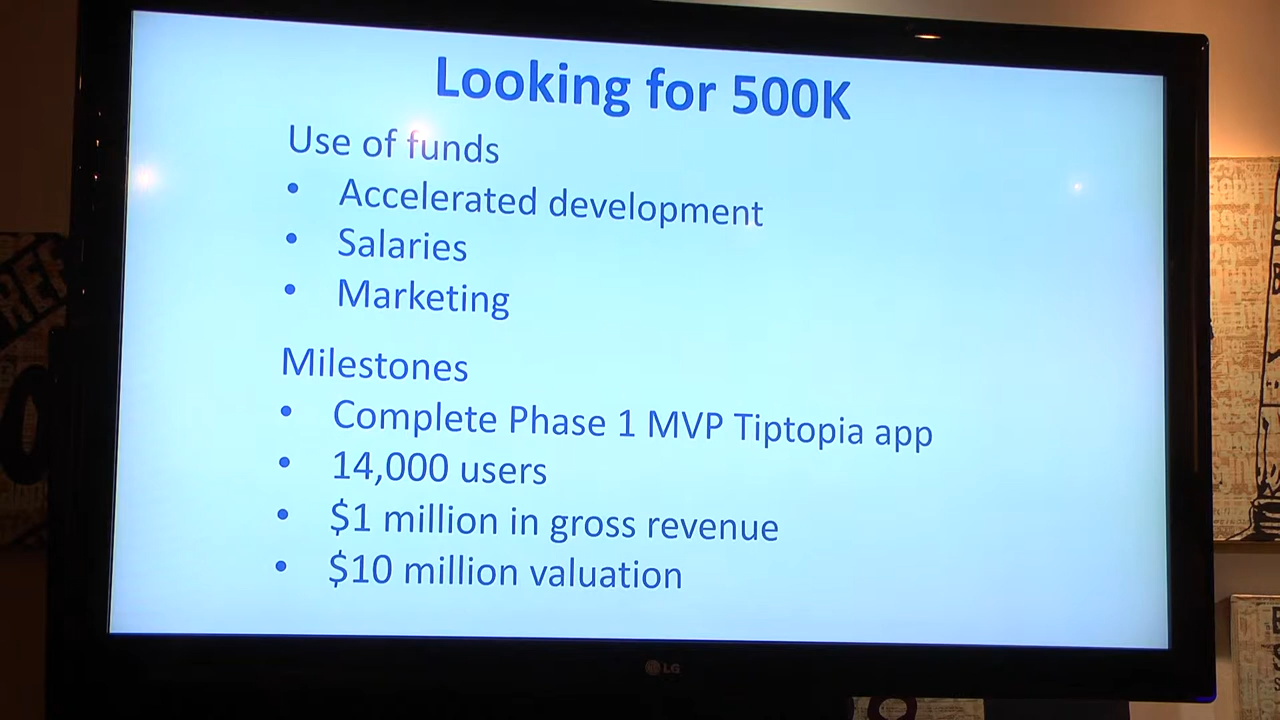 Looking for 500K
Use of funds
• Accelerated development
• Salaries
• Marketing
Milestones
• Complete Phase 1 MVP Tiptopia app
• 14,000 users
• $1 million in gross revenue
• $10 million valuation
LG